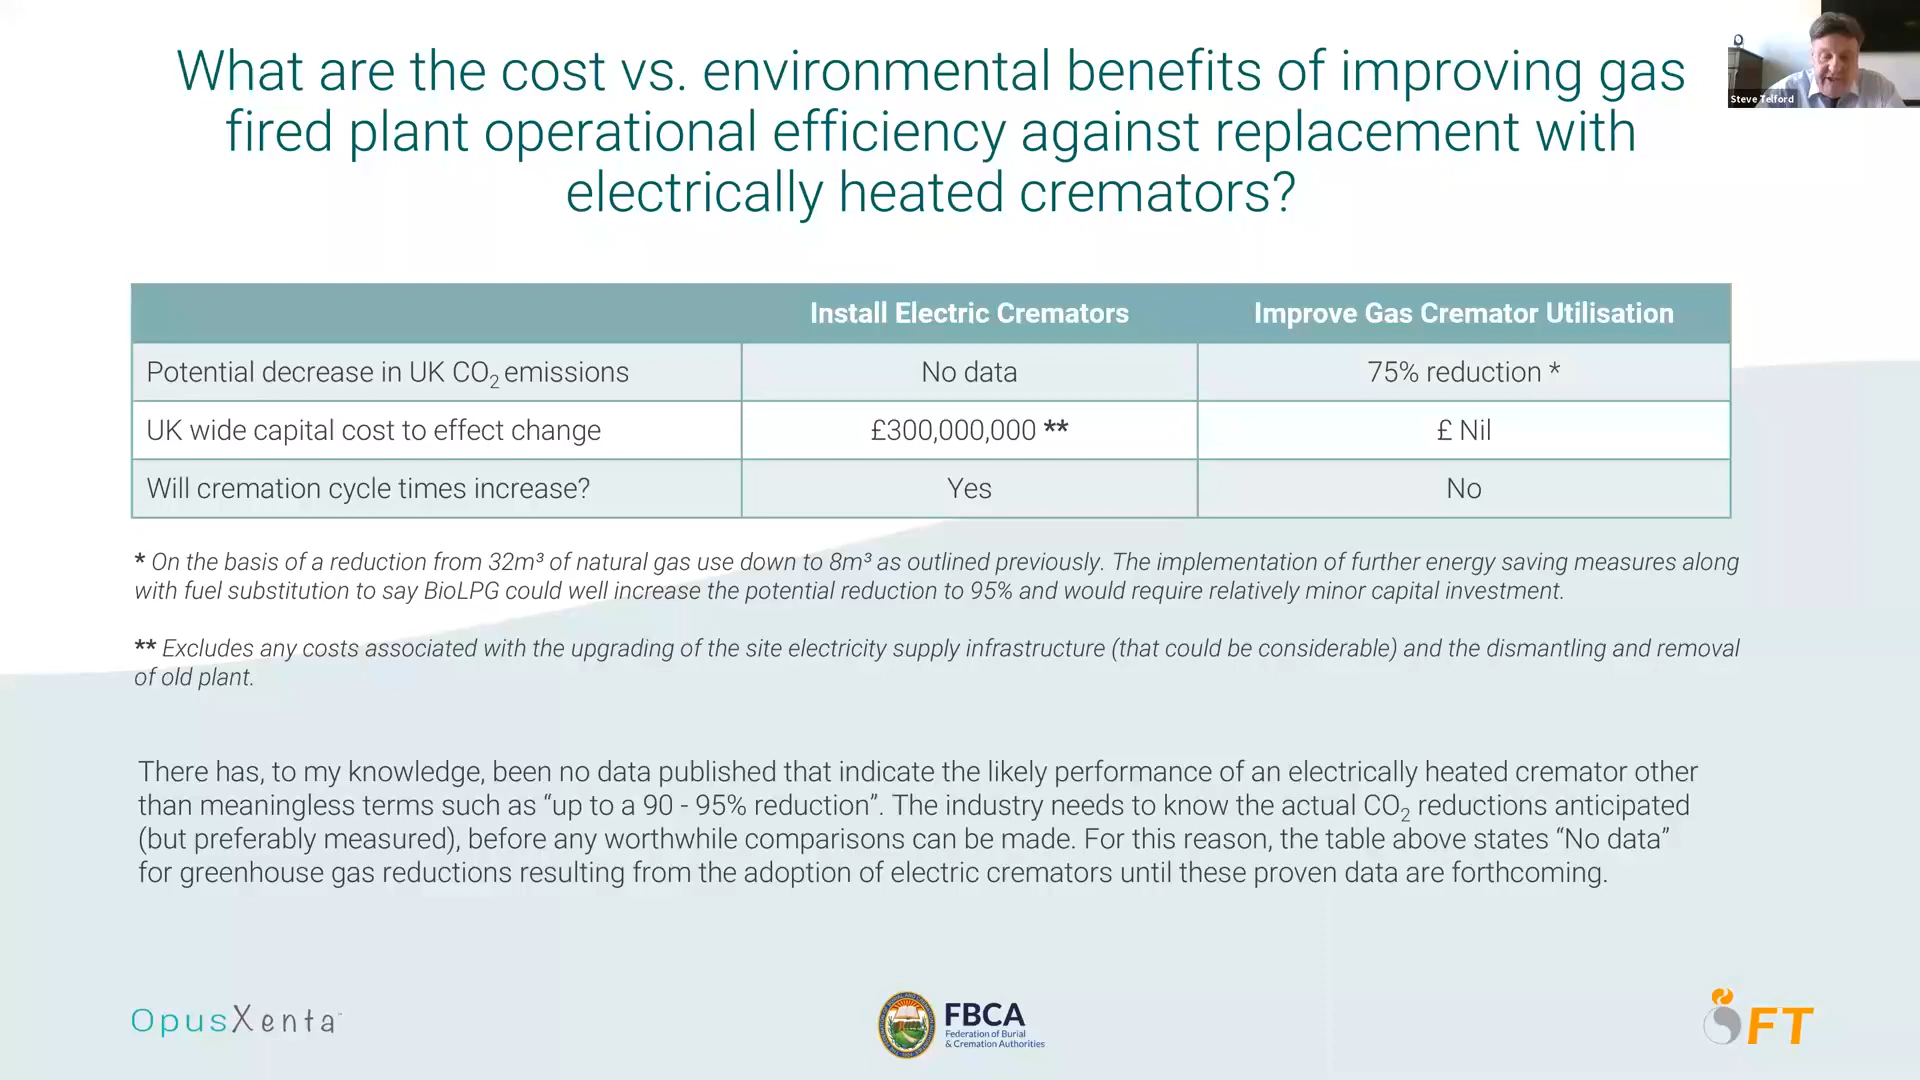 What are the cost vs. environmental benefits of improving gas
fired plant operational efficiency against replacement with
electrically heated cremators?
Steve Telford
Install Electric Cremators
Improve Gas Cremator Utilisation
Potential decrease in UK CO₂ emissions
No data
75% reduction *
UK wide capital cost to effect change
£300,000,000 **
£ Nil
Will cremation cycle times increase?
Yes
No
* On the basis of a reduction from 32m³ of natural gas use down to 8m³ as outlined previously. The implementation of further energy saving measures along
with fuel substitution to say BioLPG could well increase the potential reduction to 95% and would require relatively minor capital investment.
** Excludes any costs associated with the upgrading of the site electricity supply infrastructure (that could be considerable) and the dismantling and removal
of old plant.
There has, to my knowledge, been no data published that indicate the likely performance of an electrically heated cremator other
than meaningless terms such as “up to a 90 - 95% reduction”. The industry needs to know the actual CO₂ reductions anticipated
(but preferably measured), before any worthwhile comparisons can be made. For this reason, the table above states “No data”
for greenhouse gas reductions resulting from the adoption of electric cremators until these proven data are forthcoming.
OpusXenta
FBCA
Federation of Burial
& Cremation Authorities
FT